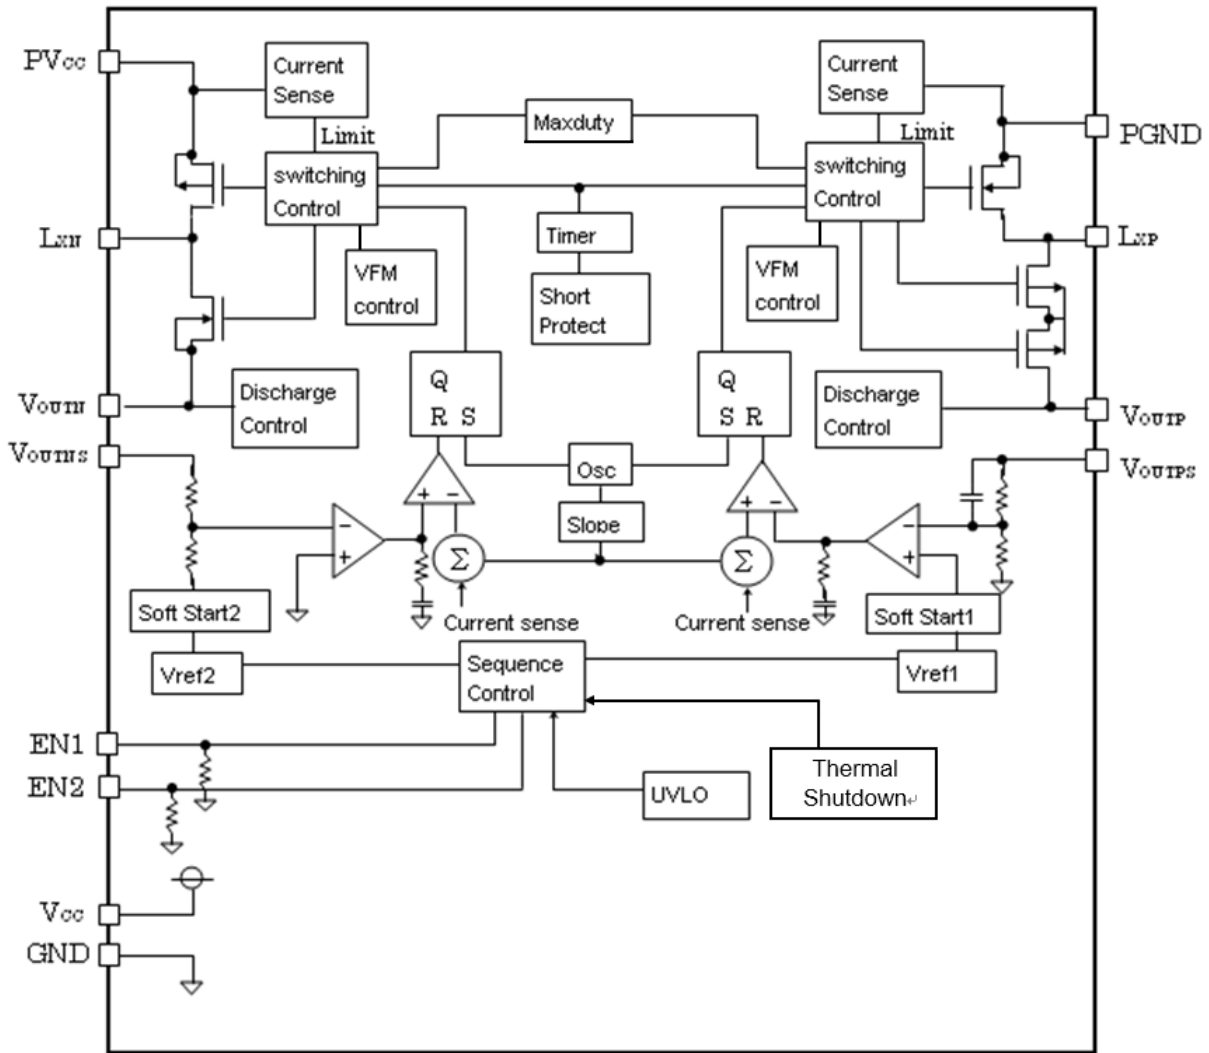 PVCC
Current
Sense
Limit
switching
Control
Maxduty
Current
Sense
Limit
switching
Control
PGND
LXN
VFM
control
Timer
Short
Protect
VFM
control
LXP
Discharge
Control
Q
R S
Q
S R
Discharge
Control
VOUTN
VOUTP
VOUTNS
VOUTPS
Osc
Slope
+ −
+ −
−
+
−
+
Σ
Σ
Soft Start2
Current sense
Current sense
Soft Start1
Vref2
Sequence
Control
Vref1
EN1
EN2
UVLO
Thermal
Shutdown↵
VCC
GND